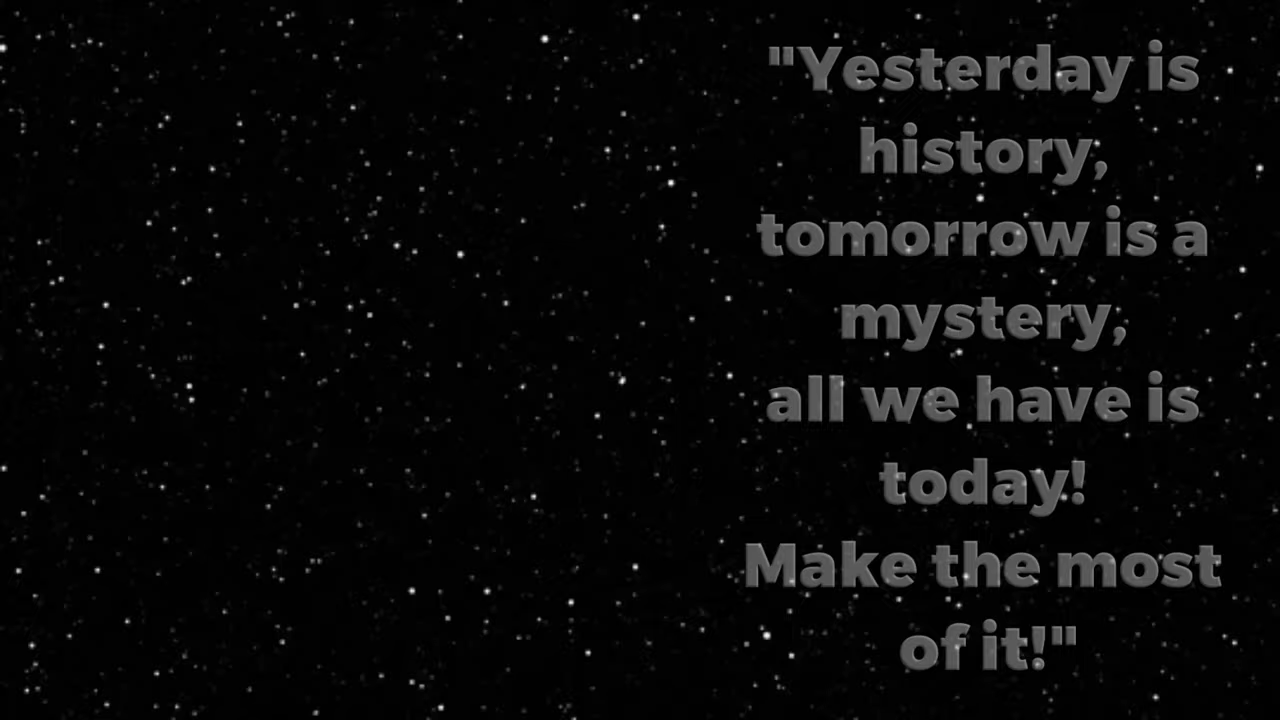 "Yesterday is
history,
tomorrow is a
mystery,
all we have is
today!
Make the most
of it!"